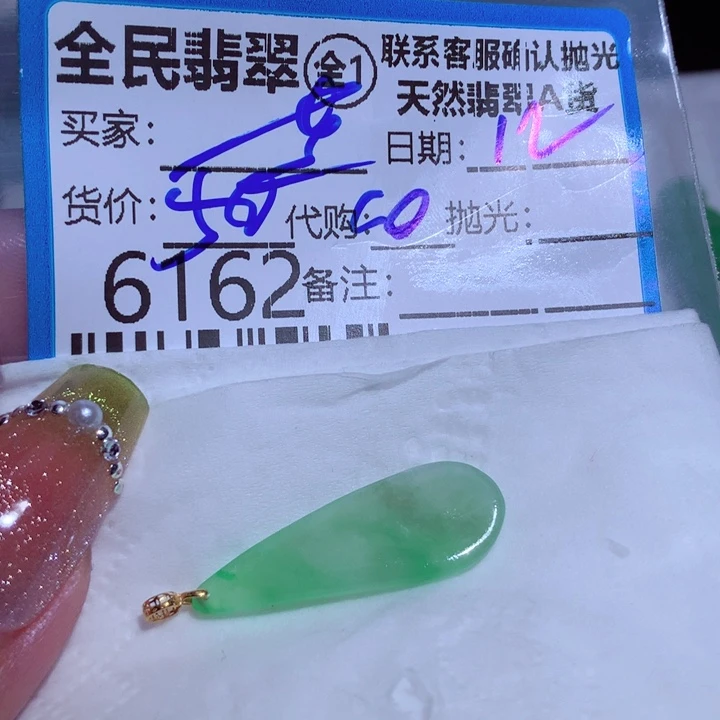 全民翡翠 全1 联系客服确认抛光
天然翡翠A货
买家: 日期: 12
货价: 代购: 抛光:
6162 备注: